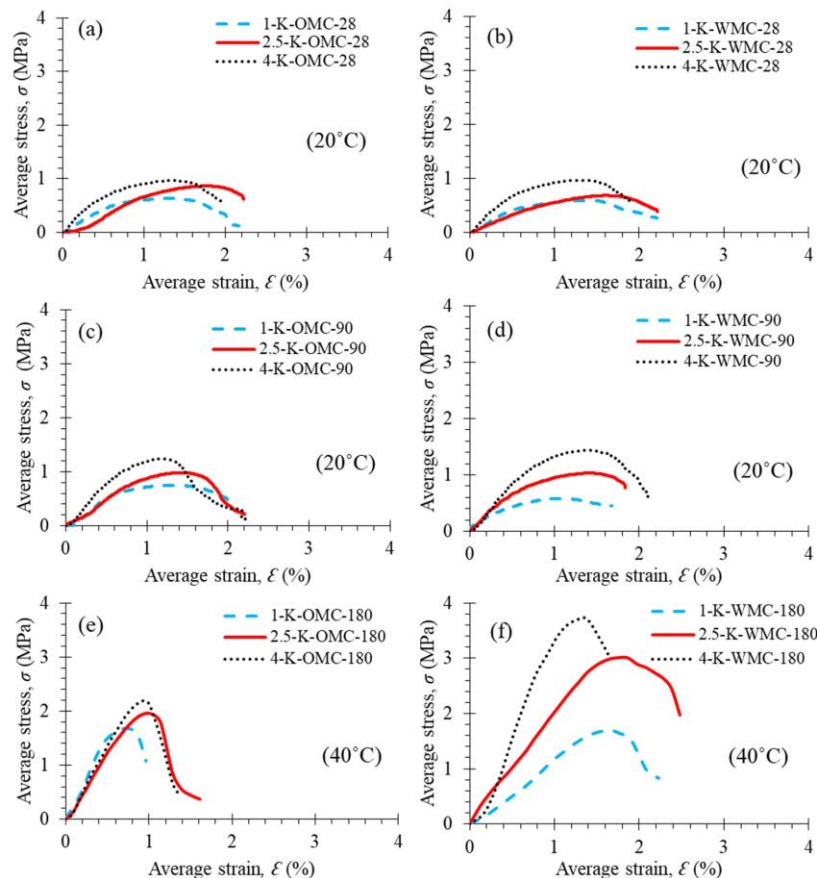 (a)
1-K-OMC-28
2.5-K-OMC-28
4-K-OMC-28
(20˚C)
Average stress, σ (MPa)
4
3
2
1
0
0 1 2 3 4
Average strain, Ɛ (%)
(b)
1-K-WMC-28
2.5-K-WMC-28
4-K-WMC-28
(20˚C)
Average stress, σ (MPa)
4
3
2
1
0
0 1 2 3 4
Average strain, Ɛ (%)
(c)
1-K-OMC-90
2.5-K-OMC-90
4-K-OMC-90
(20˚C)
Average stress, σ (MPa)
4
3
2
1
0
0 1 2 3 4
Average strain, Ɛ (%)
(d)
1-K-WMC-90
2.5-K-WMC-90
4-K-WMC-90
(20˚C)
Average stress, σ (MPa)
4
3
2
1
0
0 1 2 3 4
Average strain, Ɛ (%)
(e)
1-K-OMC-180
2.5-K-OMC-180
4-K-OMC-180
(40˚C)
Average stress, σ (MPa)
4
3
2
1
0
0 1 2 3 4
Average strain, Ɛ (%)
(f)
1-K-WMC-180
2.5-K-WMC-180
4-K-WMC-180
(40˚C)
Average stress, σ (MPa)
4
3
2
1
0
0 1 2 3 4
Average strain, Ɛ (%)